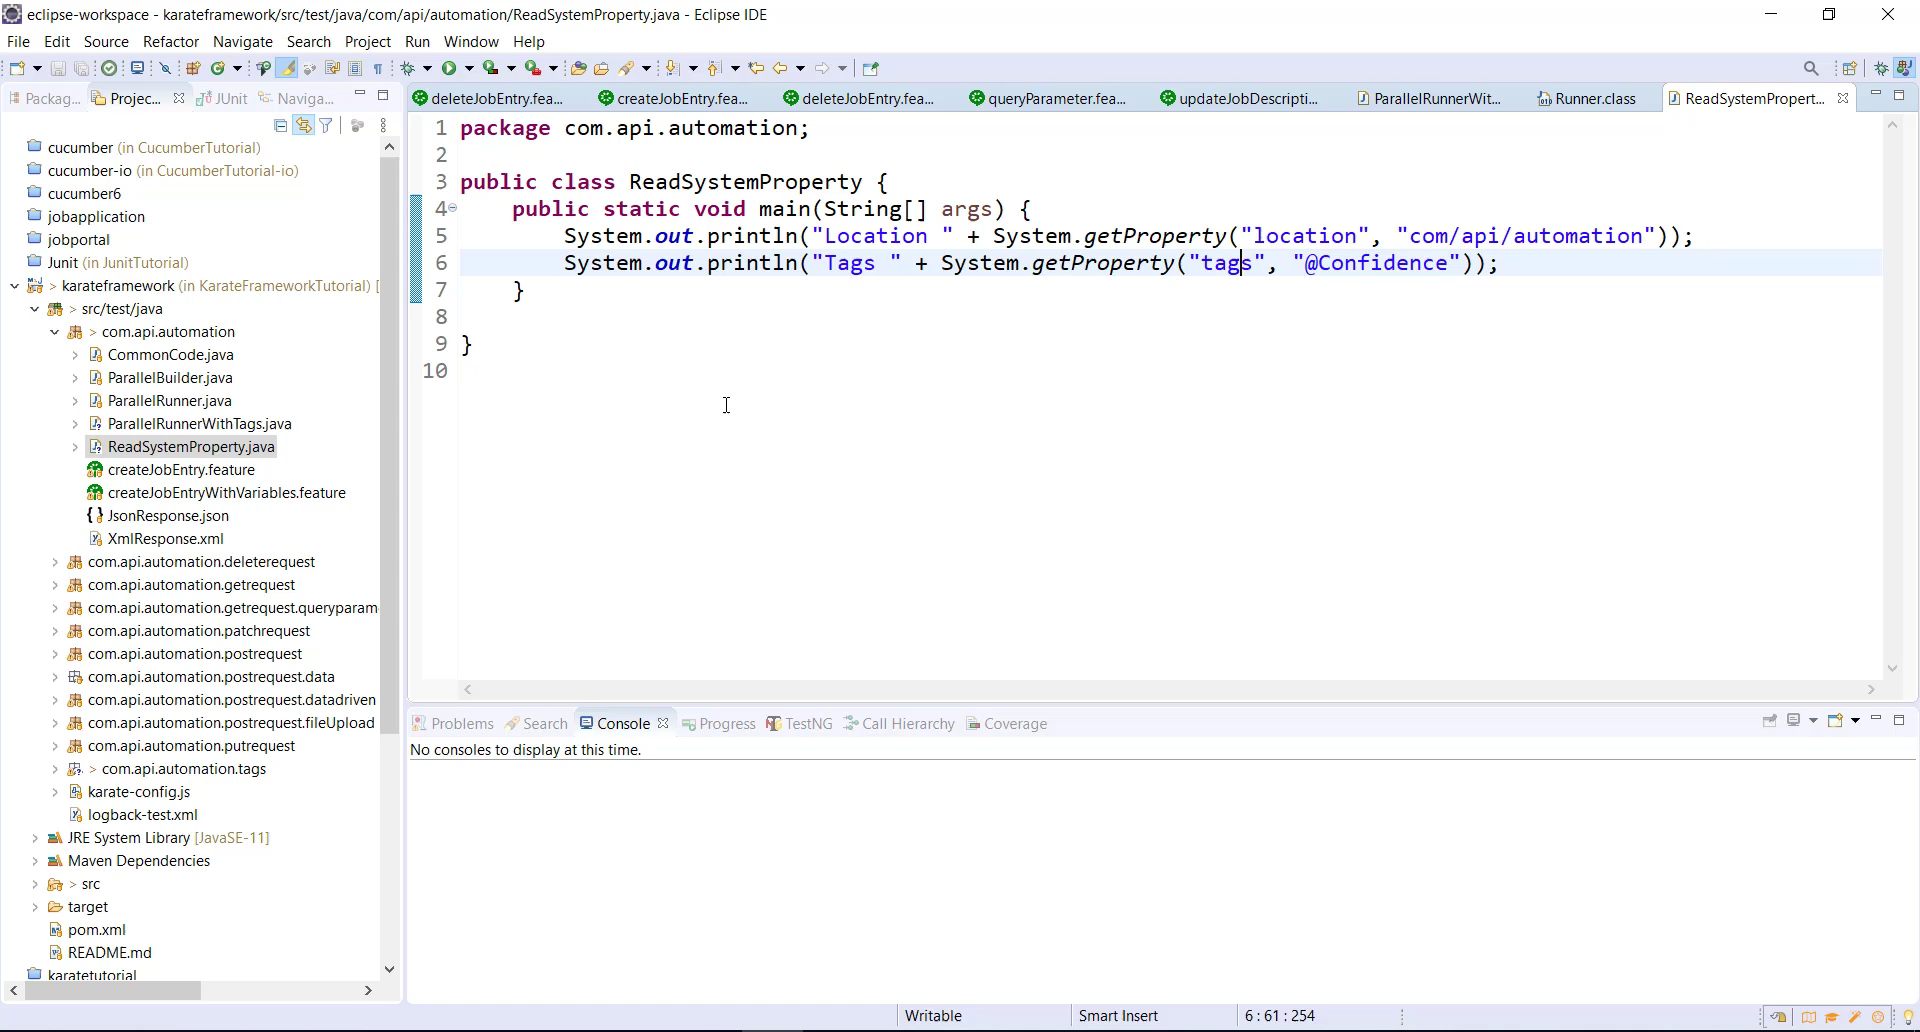 eclipse-workspace - karateframework/src/test/java/com/api/automation/ReadSystemProperty.java - Eclipse IDE
File Edit Source Refactor Navigate Search Project Run Window Help
Packag... Projec... JUnit Naviga...
deleteJobEntry.fea... createJobEntry.fea... deleteJobEntry.fea... queryParameter.fea... updateJobDescripti... ParallelRunnerWit... Runner.class ReadSystemPropert...
cucumber (in CucumberTutorial)
cucumber-io (in CucumberTutorial-io)
cucumber6
jobapplication
jobportal
Junit (in JunitTutorial)
> karateframework (in KarateFrameworkTutorial) [
> src/test/java
> com.api.automation
CommonCode.java
ParallelBuilder.java
ParallelRunner.java
ParallelRunnerWithTags.java
ReadSystemProperty.java
createJobEntry.feature
createJobEntryWithVariables.feature
JsonResponse.json
XmlResponse.xml
com.api.automation.deleterequest
com.api.automation.getrequest
com.api.automation.getrequest.queryparam
com.api.automation.patchrequest
com.api.automation.postrequest
com.api.automation.postrequest.data
com.api.automation.postrequest.datadriven
com.api.automation.postrequest.fileUpload
com.api.automation.putrequest
> com.api.automation.tags
karate-config.js
logback-test.xml
JRE System Library [JavaSE-11]
Maven Dependencies
> src
target
pom.xml
README.md
karatetutorial
1 package com.api.automation;
2
3 public class ReadSystemProperty {
4 public static void main(String[] args) {
5 System.out.println("Location " + System.getProperty("location", "com/api/automation"));
6 System.out.println("Tags " + System.getProperty("tags", "@Confidence"));
7 }
8
9 }
10
Problems Search Console Progress TestNG Call Hierarchy Coverage
No consoles to display at this time.
Writable Smart Insert 6 : 61 : 254